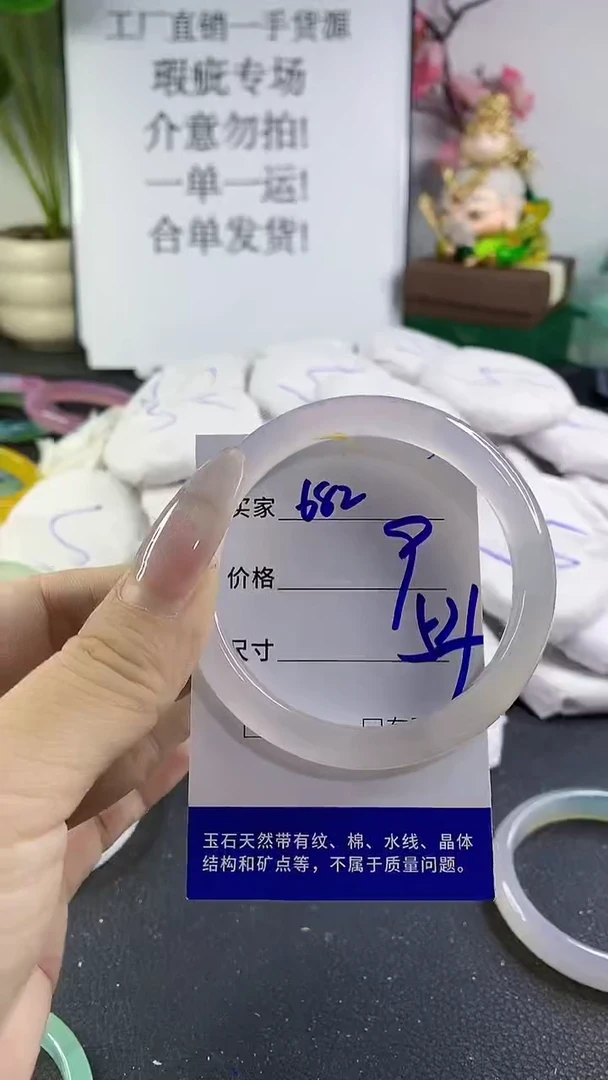 工厂直销一手货源
瑕疵专场
介意勿拍!
一单一运!
合单发货!
买家 682
价格
尺寸
54
玉石天然带有纹、棉、水线、晶体
结构和矿点等，不属于质量问题。